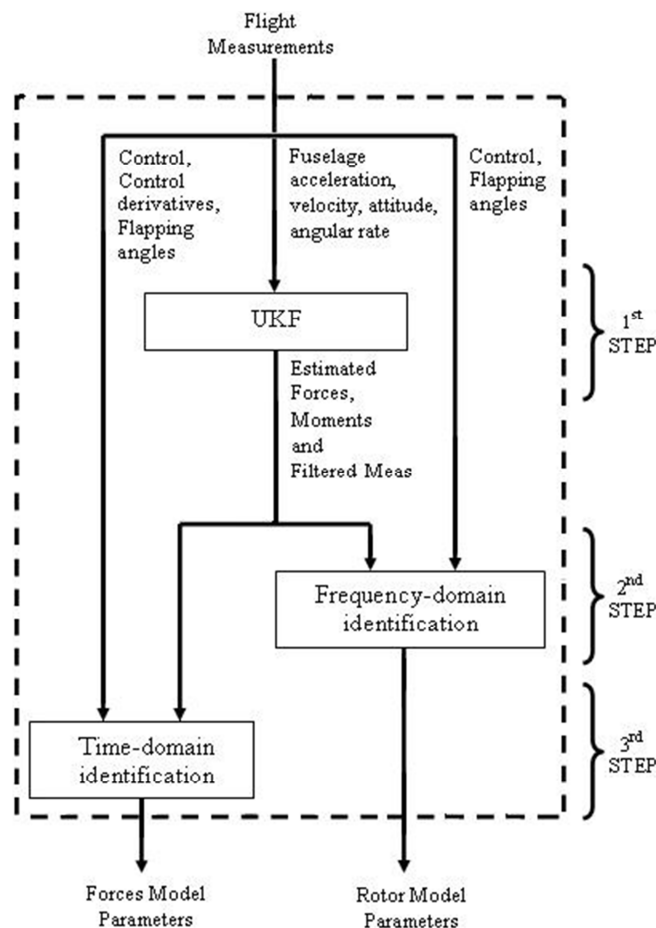 Flight
Measurements
Control,
Control
derivatives,
Flapping
angles
Fuselage
acceleration,
velocity, attitude,
angular rate
Control,
Flapping
angles
UKF
1st
STEP
Estimated
Forces,
Moments
and
Filtered Meas
Frequency-domain
identification
2nd
STEP
Time-domain
identification
3rd
STEP
Forces Model
Parameters
Rotor Model
Parameters